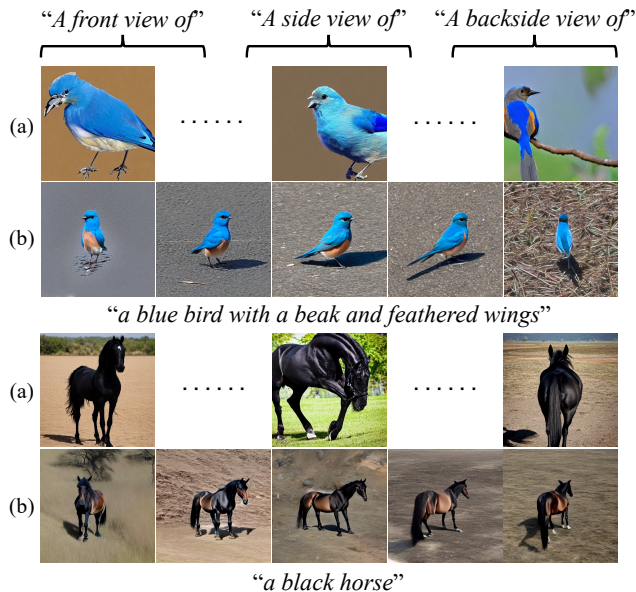 “A front view of” “A side view of” “A backside view of”
(a) ...... ......
(b)
“a blue bird with a beak and feathered wings”
(a) ...... ......
(b)
“a black horse”